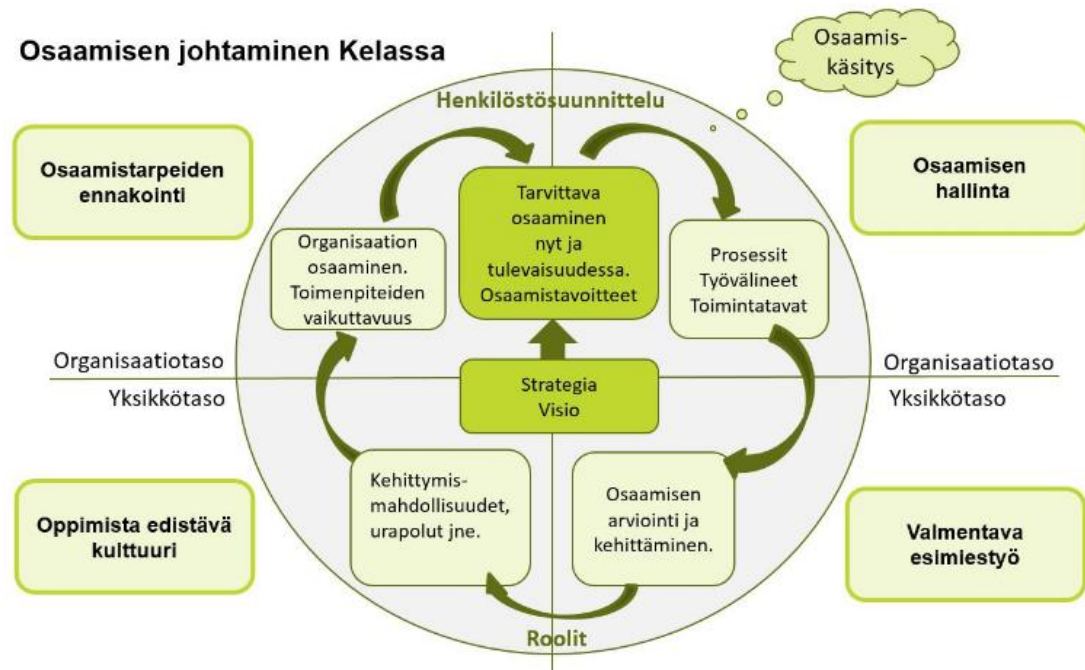 Osaamisen johtaminen Kelassa
Osaamis-
käsitys
Henkilöstösuunnittelu
Osaamistarpeiden
ennakointi
Osaamisen
hallinta
Tarvittava
osaaminen
nyt ja
tulevaisuudessa.
Osaamistavoitteet
Organisaation
osaaminen.
Toimenpiteiden
vaikuttavuus
Prosessit
Työvälineet
Toimintatavat
Organisaatiotaso
Organisaatiotaso
Yksikkötaso
Yksikkötaso
Strategia
Visio
Kehittymis-
mahdollisuudet,
urapolut jne.
Osaamisen
arviointi ja
kehittäminen.
Oppimista edistävä
kulttuuri
Valmentava
esimiestyö
Roolit